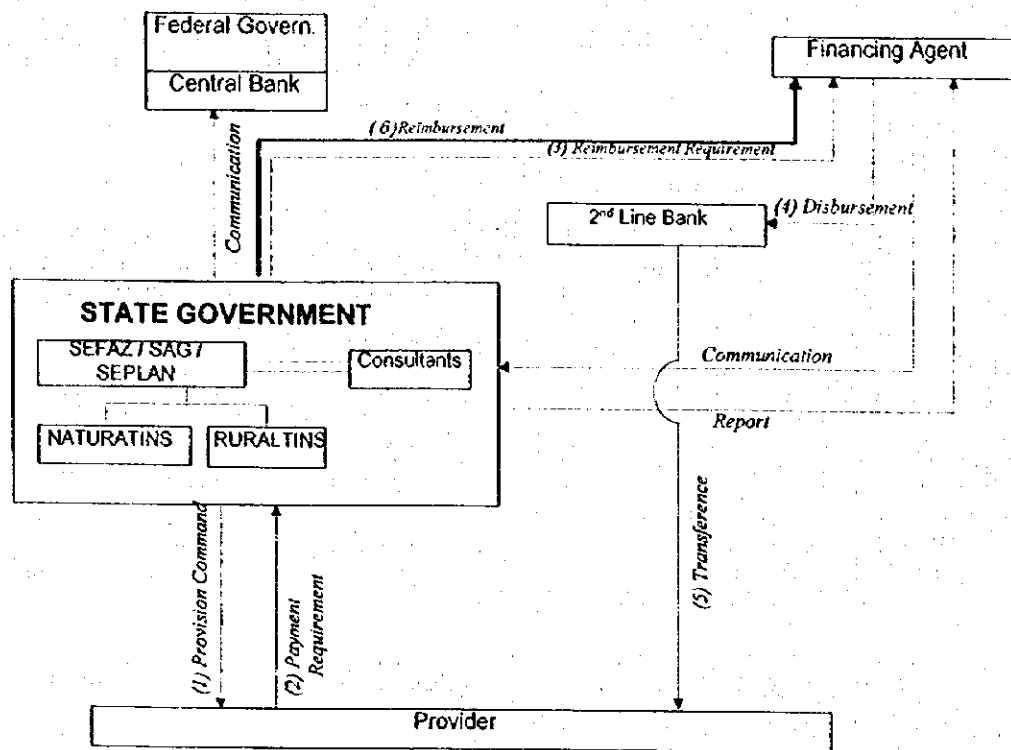 Federal Govern.
Central Bank
Financing Agent
(6)Reimbursement
(3) Reimbursement Requirement
Communication
2nd Line Bank
(4) Disbursement
STATE GOVERNMENT
SEFAZ / SAG /
SEPLAN
Consultants
NATURATINS
RURALTINS
Communication
Report
(1) Provision Command
(2) Payment
Requirement
(5) Transference
Provider